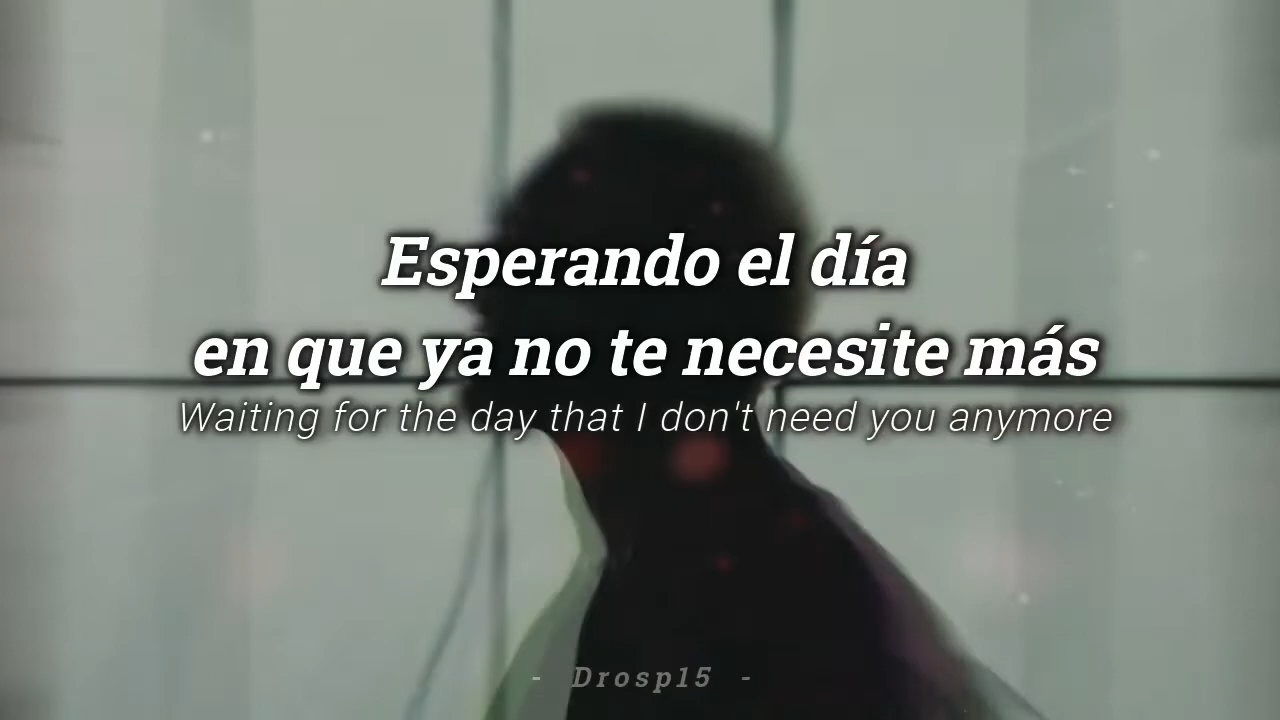 Esperando el día
en que ya no te necesite más
Waiting for the day that I don't need you anymore
- Drosp15 -